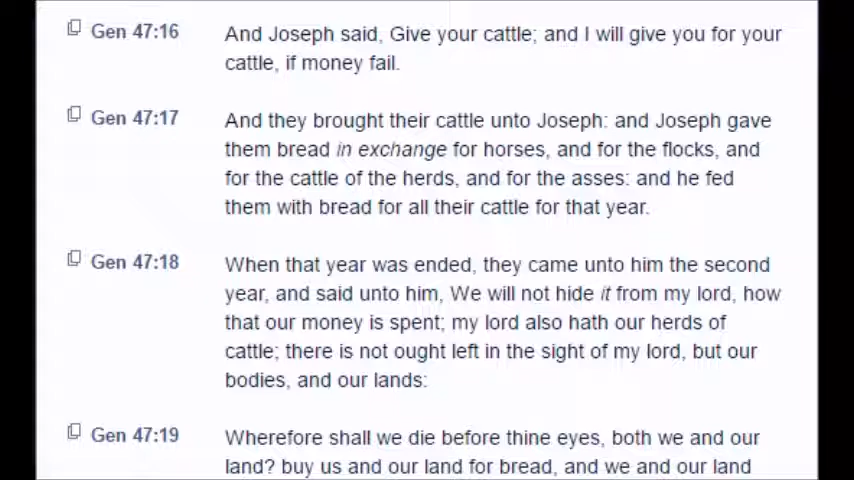 Gen 47:16 And Joseph said, Give your cattle; and I will give you for your
cattle, if money fail.
Gen 47:17 And they brought their cattle unto Joseph: and Joseph gave
them bread in exchange for horses, and for the flocks, and
for the cattle of the herds, and for the asses: and he fed
them with bread for all their cattle for that year.
Gen 47:18 When that year was ended, they came unto him the second
year, and said unto him, We will not hide it from my lord, how
that our money is spent; my lord also hath our herds of
cattle; there is not ought left in the sight of my lord, but our
bodies, and our lands:
Gen 47:19 Wherefore shall we die before thine eyes, both we and our
land? buy us and our land for bread, and we and our land